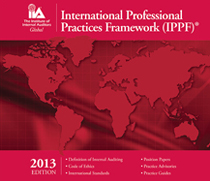 IIA
The Institute of
Internal Auditors
Global
International Professional
Practices Framework (IPPF)®
2013
EDITION
• Definition of Internal Auditing
• Code of Ethics
• International Standards
• Position Papers
• Practice Advisories
• Practice Guides